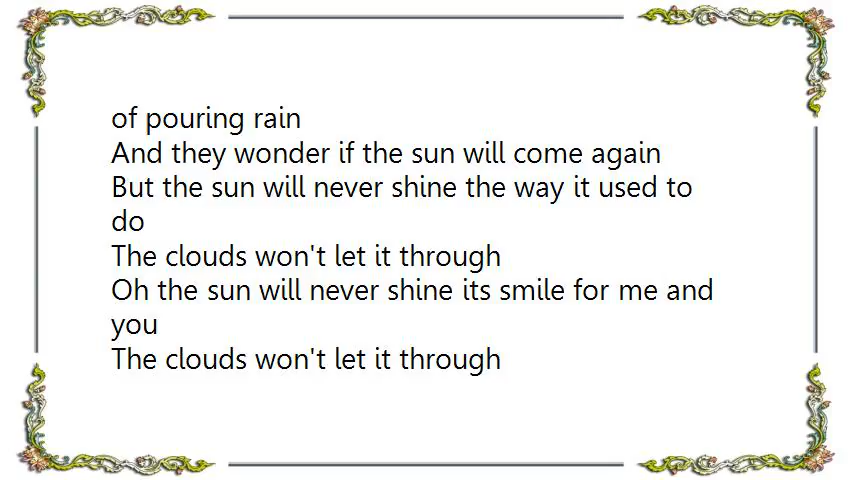 of pouring rain
And they wonder if the sun will come again
But the sun will never shine the way it used to
do
The clouds won't let it through
Oh the sun will never shine its smile for me and
you
The clouds won't let it through